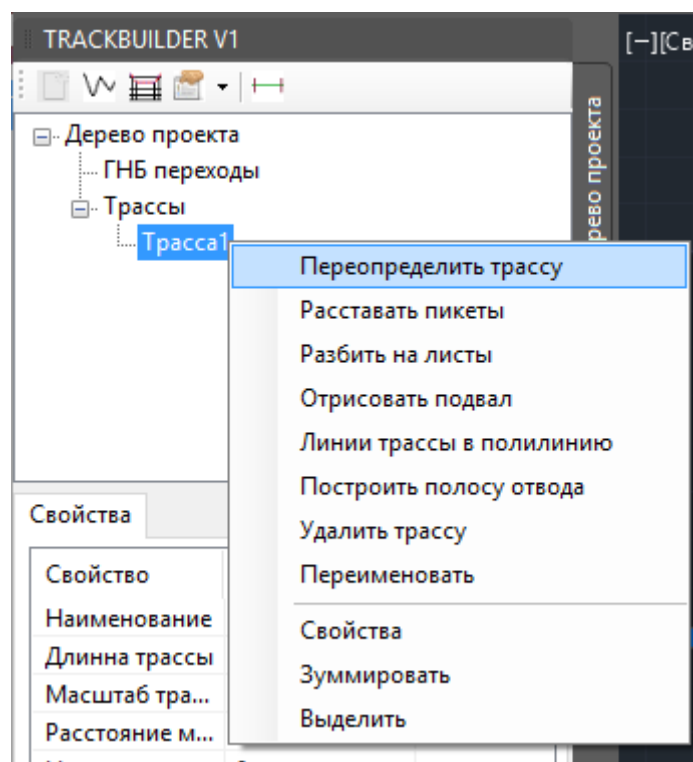 TRACKBUILDER V1
[−][Св
Дерево проекта
ГНБ переходы
Трассы
Трасса1
рево проекта
Переопределить трассу
Расставать пикеты
Разбить на листы
Отрисовать подвал
Линии трассы в полилинию
Построить полосу отвода
Удалить трассу
Переименовать
Свойства
Зуммировать
Выделить
Свойства
Свойство
Наименование
Длинна трассы
Масштаб тра...
Расстояние м...